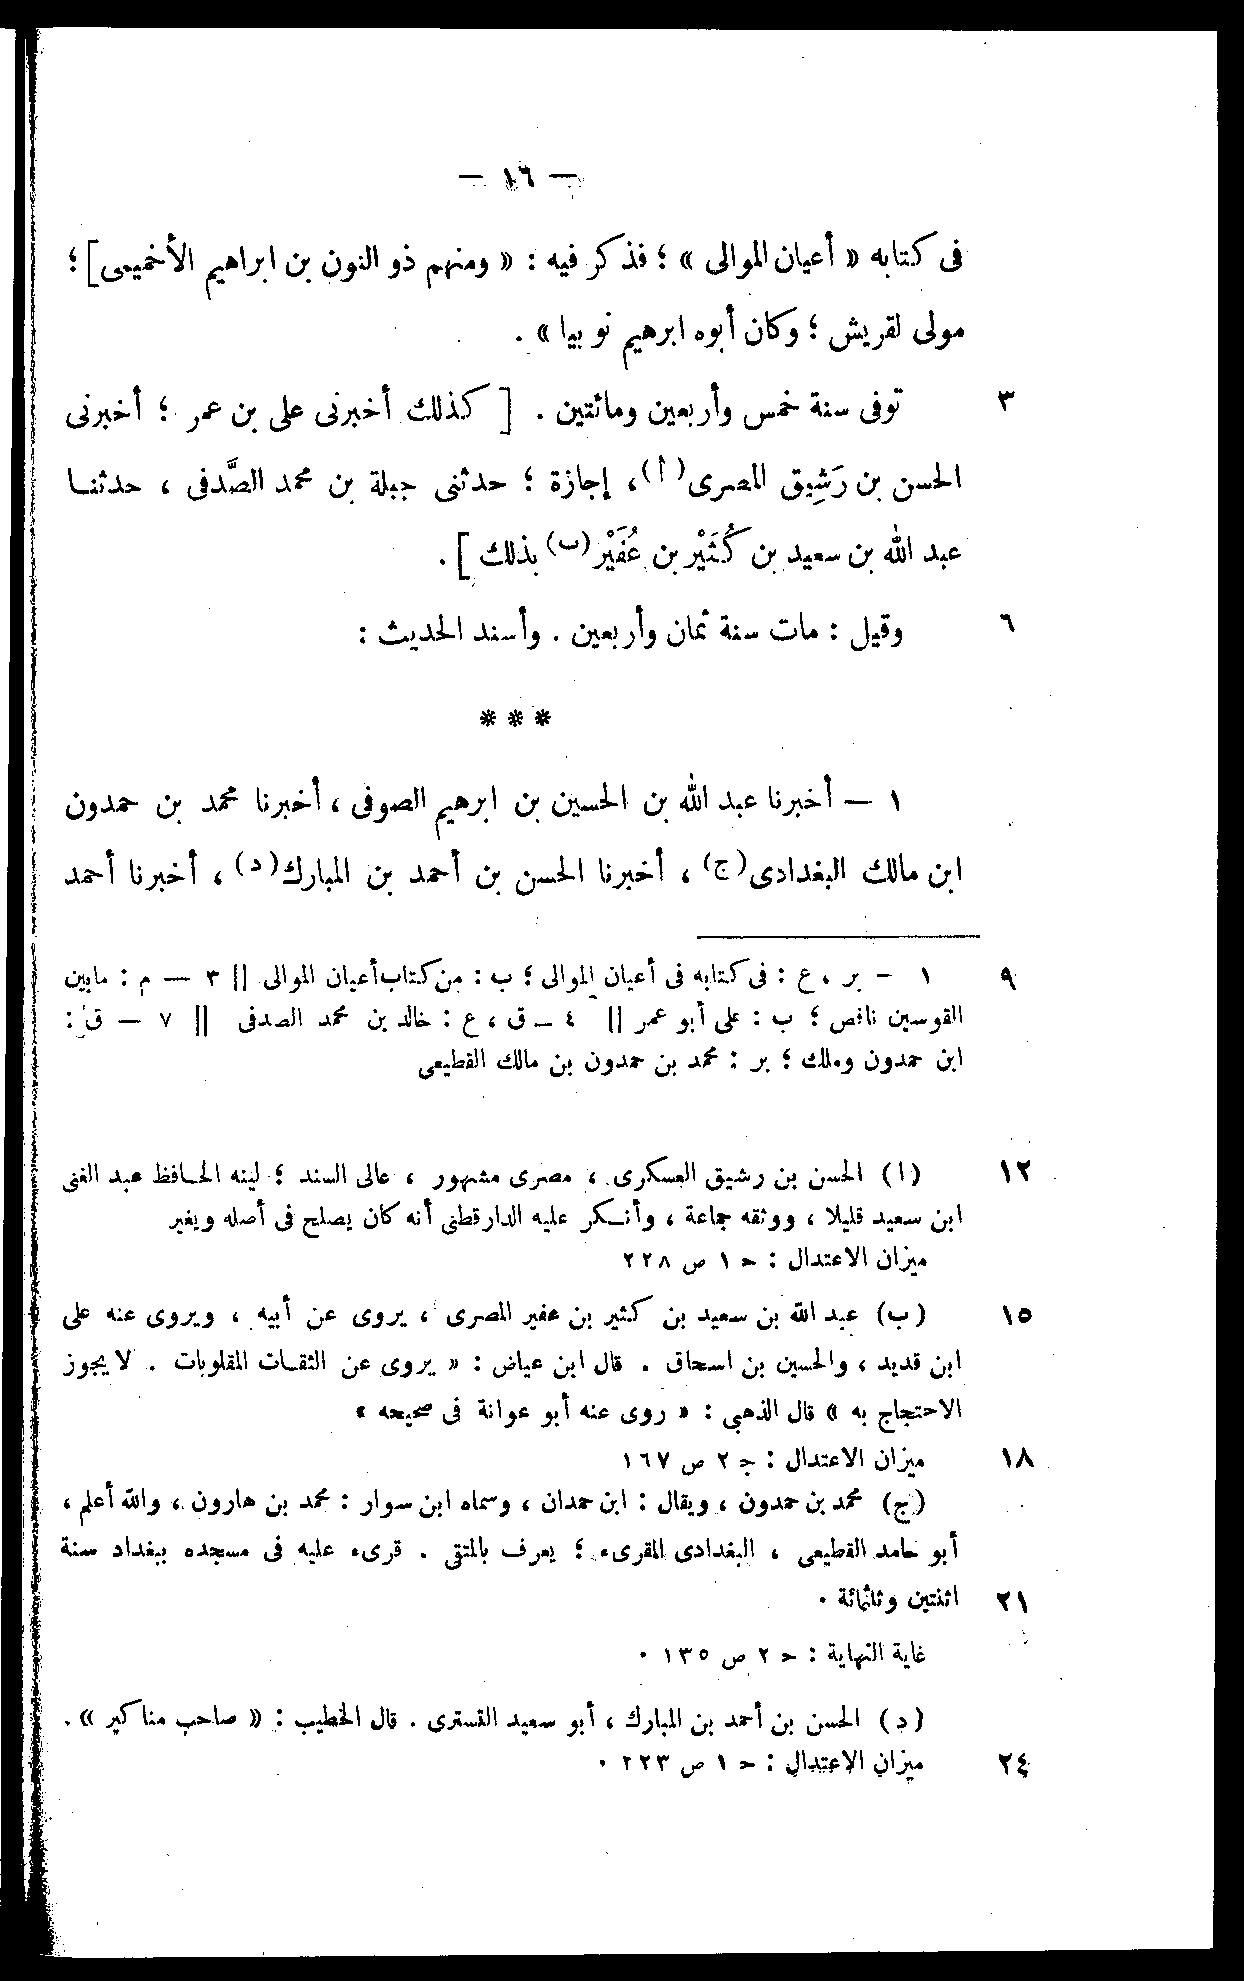 — ١٦ —
فى كتابه « أعيان الموالى » ؛ فذكر فيه : « ومنهم ذو النون بن ابراهيم الأخميمى] ؛
مولى لقريش ؛ وكان أبوه ابرهيم نوبيا » .
٣ توفى سنة خمس وأربعين ومائتين . [ كذلك أخبرنى على بن عمر ؛ أخبرنى
الحسن بن رَشِيق المصرى(أ)، إجازة ؛ حدثنى جبلة بن محمد الصَّدفى ، حدثنا
عبد الله بن سعيد بن كُثَيْر بن عُفَيْر(ب) بذلك ] .
٦ وقيل : مات سنة ثمان وأربعين . وأسند الحديث :
* * *
١ — أخبرنا عبد الله بن الحسين بن ابرهيم الصوفى ، أخبرنا محمد بن حمدون
ابن مالك البغدادى(ج) ، أخبرنا الحسن بن أحمد بن المبارك(د) ، أخبرنا أحمد
٩ ١ - بر ، ع : فى كتابه فى أعيان الموالى ؛ ب : من كتاب أعيان الموالى || ٣ — م : مابين
القوسين ناقص ؛ ب : على أبو عمر || ٤ — ق ، ع : خالد بن محمد الصدفى || ٧ — ق :
ابن حمدون وملك ؛ بر : محمد بن حمدون بن مالك القطيعى
١٢ (ا) الحسن بن رشيق العسكرى ، مصرى مشهور ، عالى السند ؛ لينه الحافظ عبد الغنى
ابن سعيد قليلا ، ووثقه جماعة ، وأنكر عليه الدارقطنى أنه كان يصلح فى أصله ويغير
ميزان الاعتدال : ح ١ ص ٢٢٨
١٥ (ب) عبد الله بن سعيد بن كثير بن عفير المصرى ، يروى عن أبيه ، ويروى عنه على
ابن قديد ، والحسين بن اسحاق . قال ابن عياض : « يروى عن الثقات المقلوبات . لا يجوز
الاحتجاج به » قال الذهبى : « روى عنه أبو عوانة فى صحيحه »
١٨ ميزان الاعتدال : ج ٢ ص ١٦٧
(ج) محمد بن حمدون ، ويقال : ابن حمدان ، وسماه ابن سوار : محمد بن هارون ، والله أعلم ،
أبو حامد القطيعى ، البغدادى المقرىء ؛ يعرف بالمتقى . قرىء عليه فى مسجده ببغداد سنة
٢١ اثنتين وثلثمائة .
غاية النهاية : ح ٢ ص ١٣٥ .
(د) الحسن بن أحمد بن المبارك ، أبو سعيد التسترى . قال الخطيب : « صاحب مناكير » .
٢٤ ميزان الاعتدال : ح ١ ص ٢٢٣ .